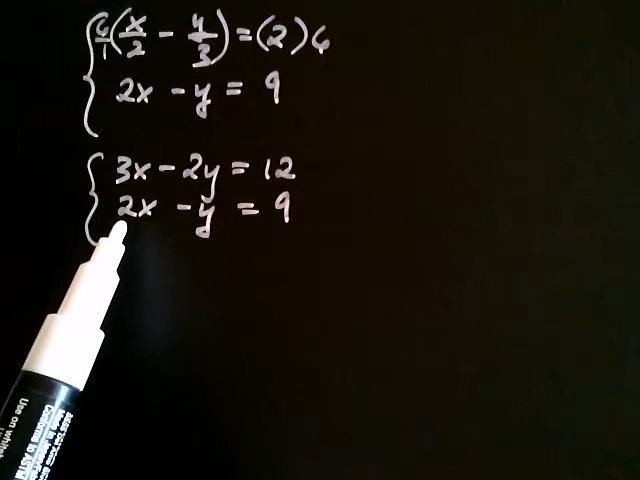 6/1(x/2 - y/3) = (2)6
2x - y = 9
3x - 2y = 12
2x - y = 9